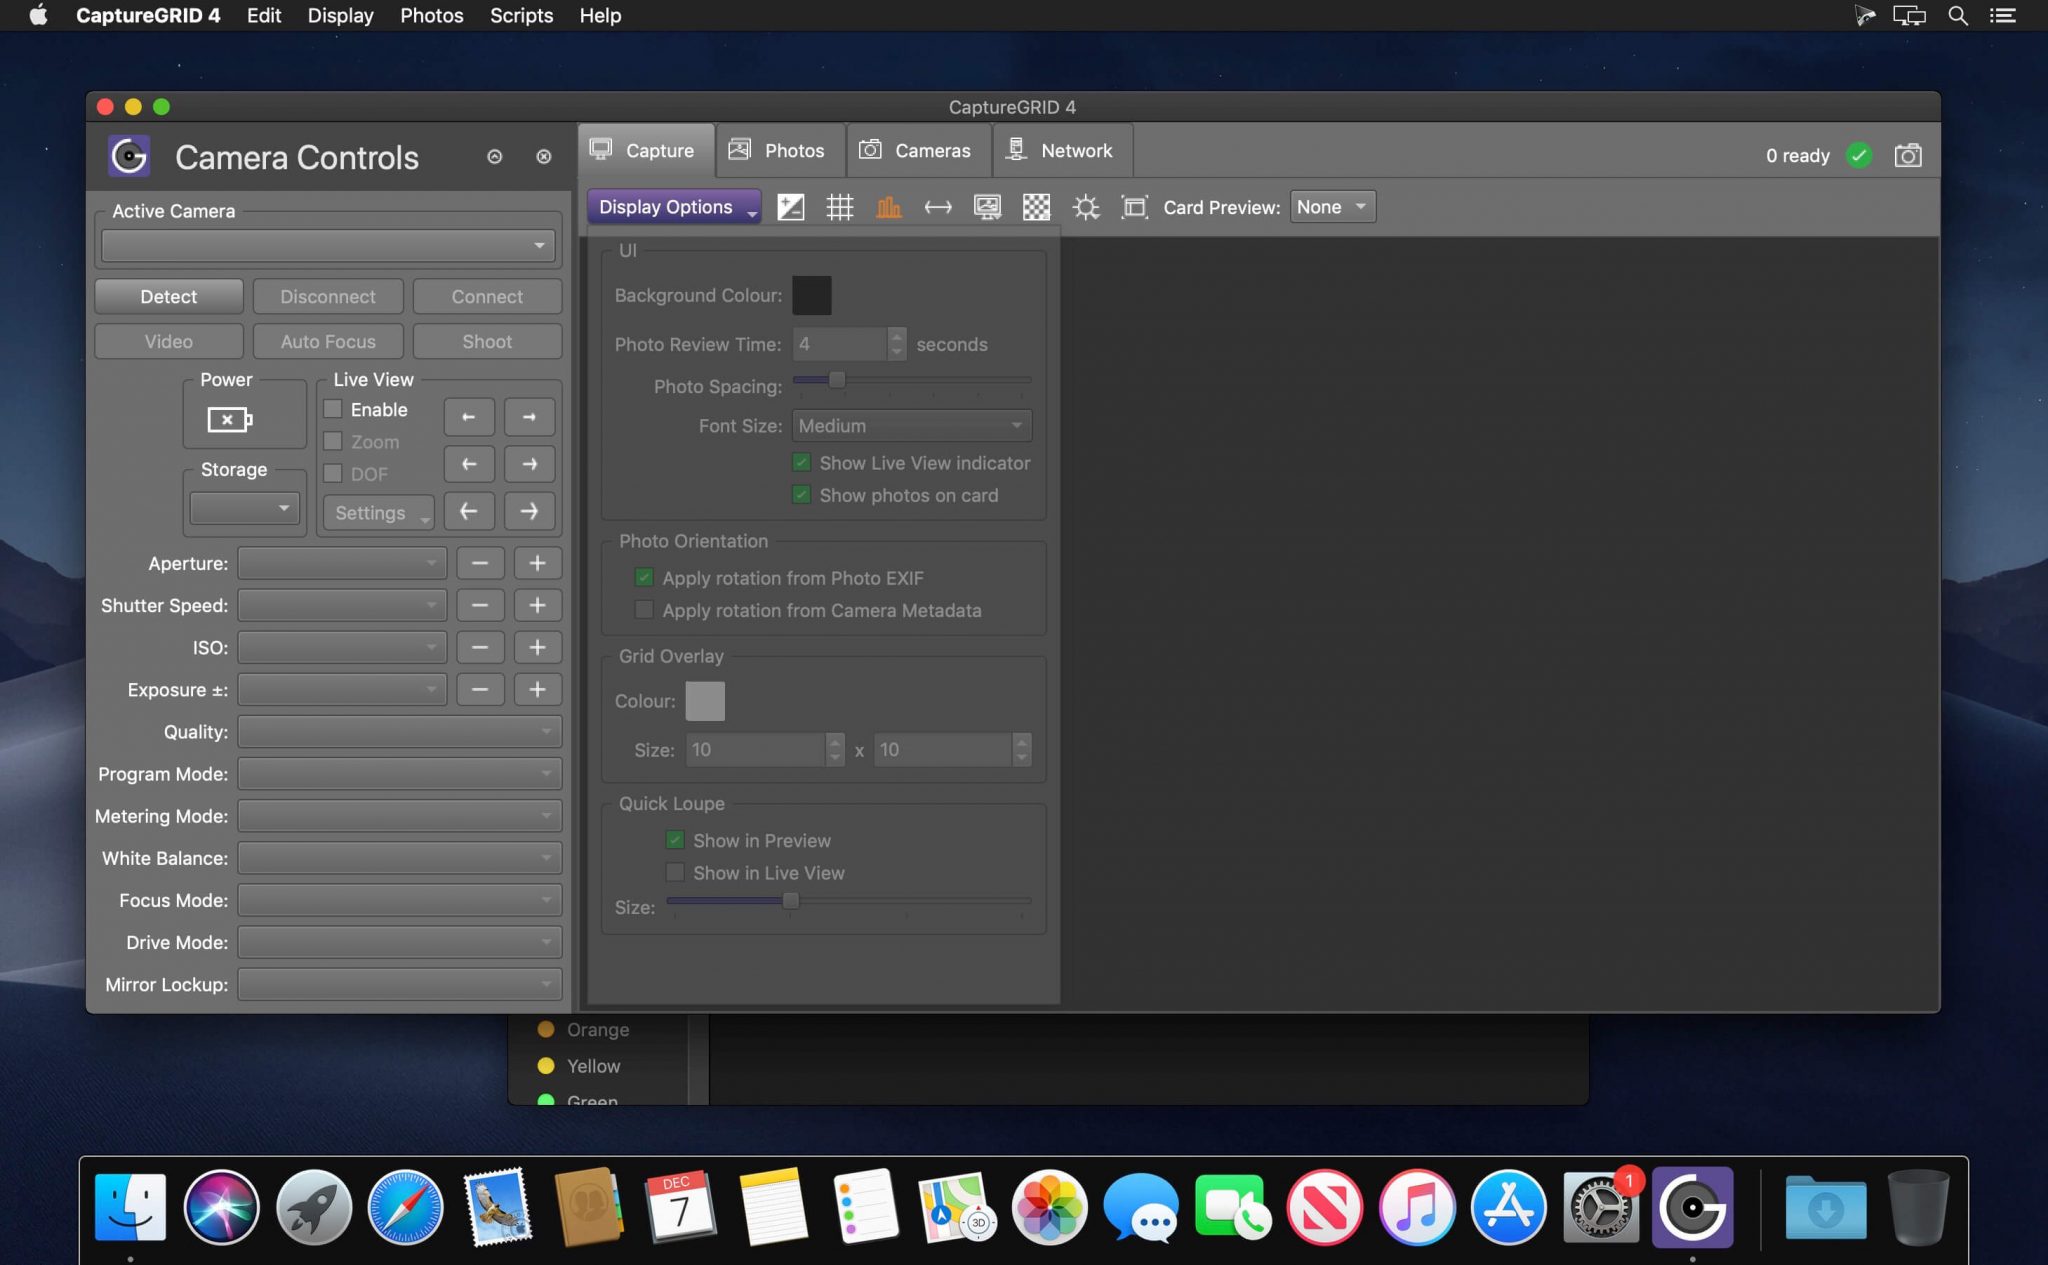 CaptureGRID 4 Edit Display Photos Scripts Help
CaptureGRID 4
Camera Controls
Capture Photos Cameras Network
0 ready
Display Options
Card Preview: None
Active Camera
Detect Disconnect Connect
Video Auto Focus Shoot
Power
Live View
Enable
Zoom
DOF
Storage
Settings
Aperture:
Shutter Speed:
ISO:
Exposure ±:
Quality:
Program Mode:
Metering Mode:
White Balance:
Focus Mode:
Drive Mode:
Mirror Lockup:
UI
Background Colour:
Photo Review Time: 4 seconds
Photo Spacing:
Font Size: Medium
Show Live View indicator
Show photos on card
Photo Orientation
Apply rotation from Photo EXIF
Apply rotation from Camera Metadata
Grid Overlay
Colour:
Size: 10 x 10
Quick Loupe
Show in Preview
Show in Live View
Size:
Orange
Yellow
Green
DEC
7
3D
1